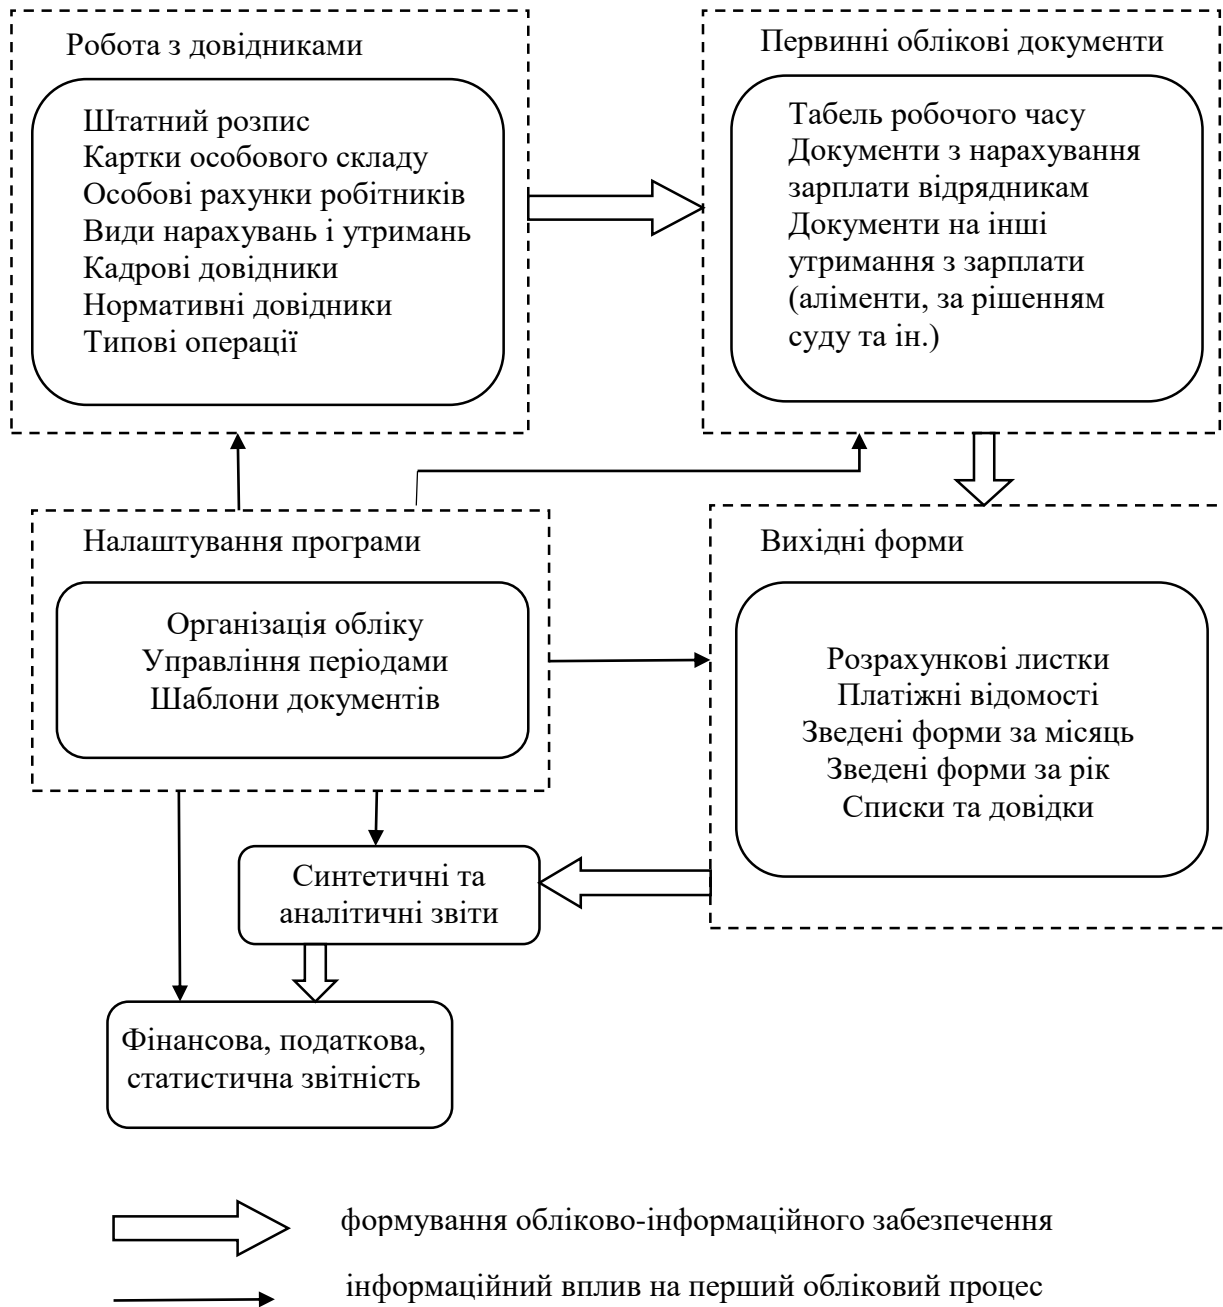 Робота з довідниками
Штатний розпис
Картки особового складу
Особові рахунки робітників
Види нарахувань і утримань
Кадрові довідники
Нормативні довідники
Типові операції
Первинні облікові документи
Табель робочого часу
Документи з нарахування
зарплати відрядникам
Документи на інші
утримання з зарплати
(аліменти, за рішенням
суду та ін.)
Налаштування програми
Організація обліку
Управління періодами
Шаблони документів
Вихідні форми
Розрахункові листки
Платіжні відомості
Зведені форми за місяць
Зведені форми за рік
Списки та довідки
Синтетичні та
аналітичні звіти
Фінансова, податкова,
статистична звітність
формування обліково-інформаційного забезпечення
інформаційний вплив на перший обліковий процес